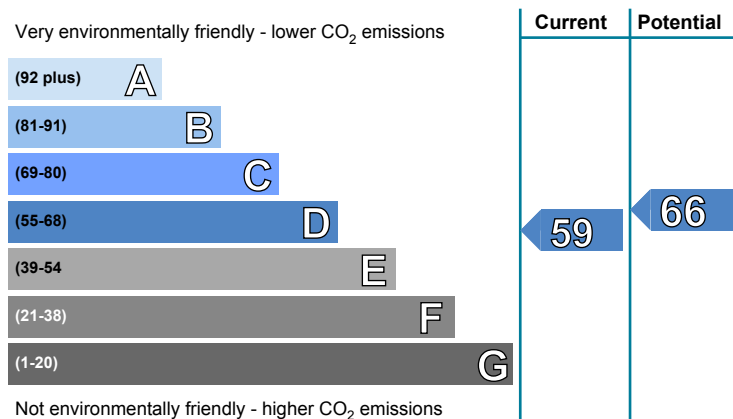 Very environmentally friendly - lower CO₂ emissions
Current
Potential
(92 plus) A
(81-91) B
(69-80) C
(55-68) D
(39-54 E
(21-38) F
(1-20) G
59
66
Not environmentally friendly - higher CO₂ emissions